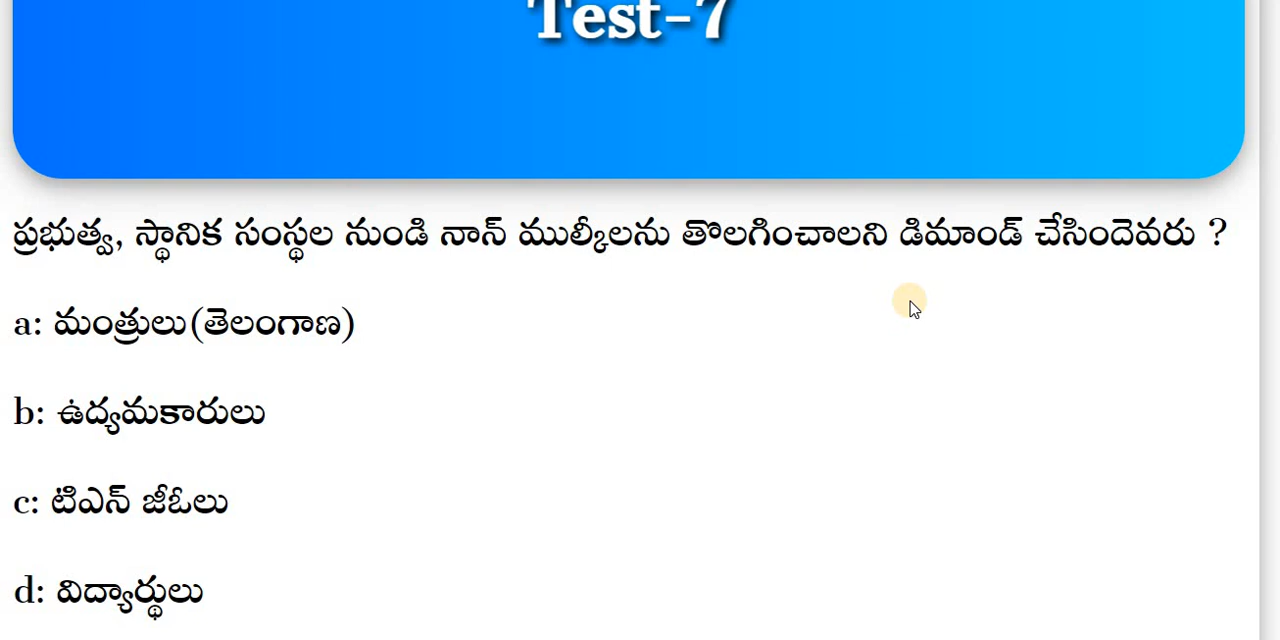 Test-7
ప్రభుత్వ, స్థానిక సంస్థల నుండి నాన్ ముల్కీలను తొలగించాలని డిమాండ్ చేసిందెవరు ?
a: మంత్రులు(తెలంగాణ)
b: ఉద్యమకారులు
c: టిఎన్ జీఓలు
d: విద్యార్థులు